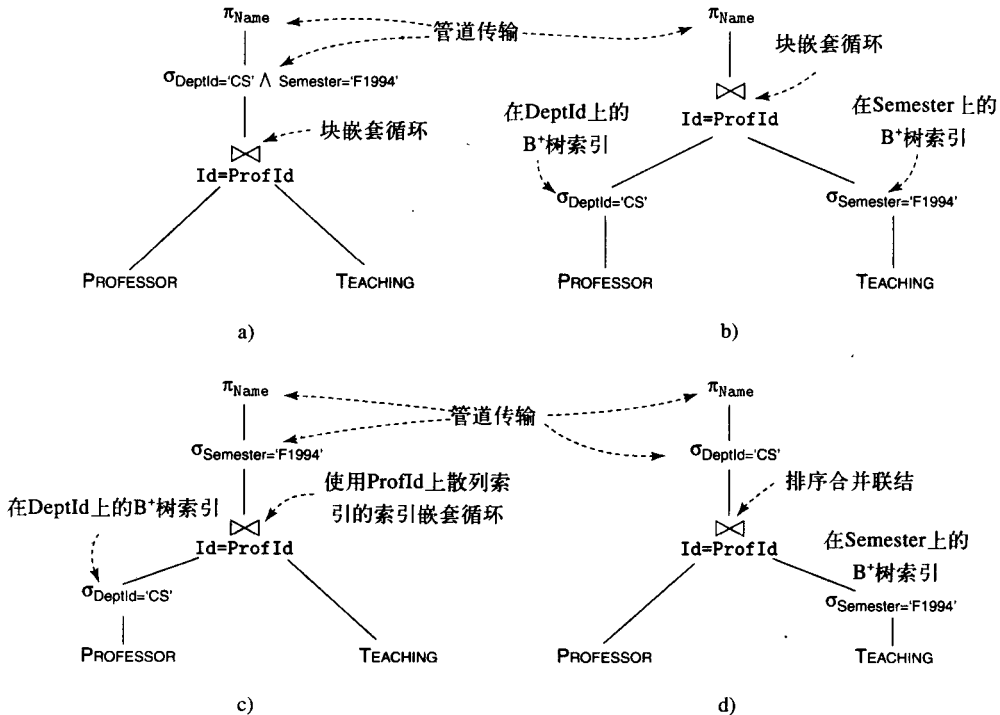 πName
管道传输
πName
σDeptId='CS' ∧ Semester='F1994'
块嵌套循环
⋈
Id=ProfId
PROFESSOR
TEACHING
a)
块嵌套循环
⋈
Id=ProfId
在DeptId上的
B+树索引
在Semester上的
B+树索引
σDeptId='CS'
σSemester='F1994'
PROFESSOR
TEACHING
b)
πName
管道传输
πName
σSemester='F1994'
使用ProfId上散列索
引的索引嵌套循环
在DeptId上的B+树索引
⋈
Id=ProfId
σDeptId='CS'
PROFESSOR
TEACHING
c)
σDeptId='CS'
排序合并联结
⋈
Id=ProfId
在Semester上的
B+树索引
σSemester='F1994'
PROFESSOR
TEACHING
d)